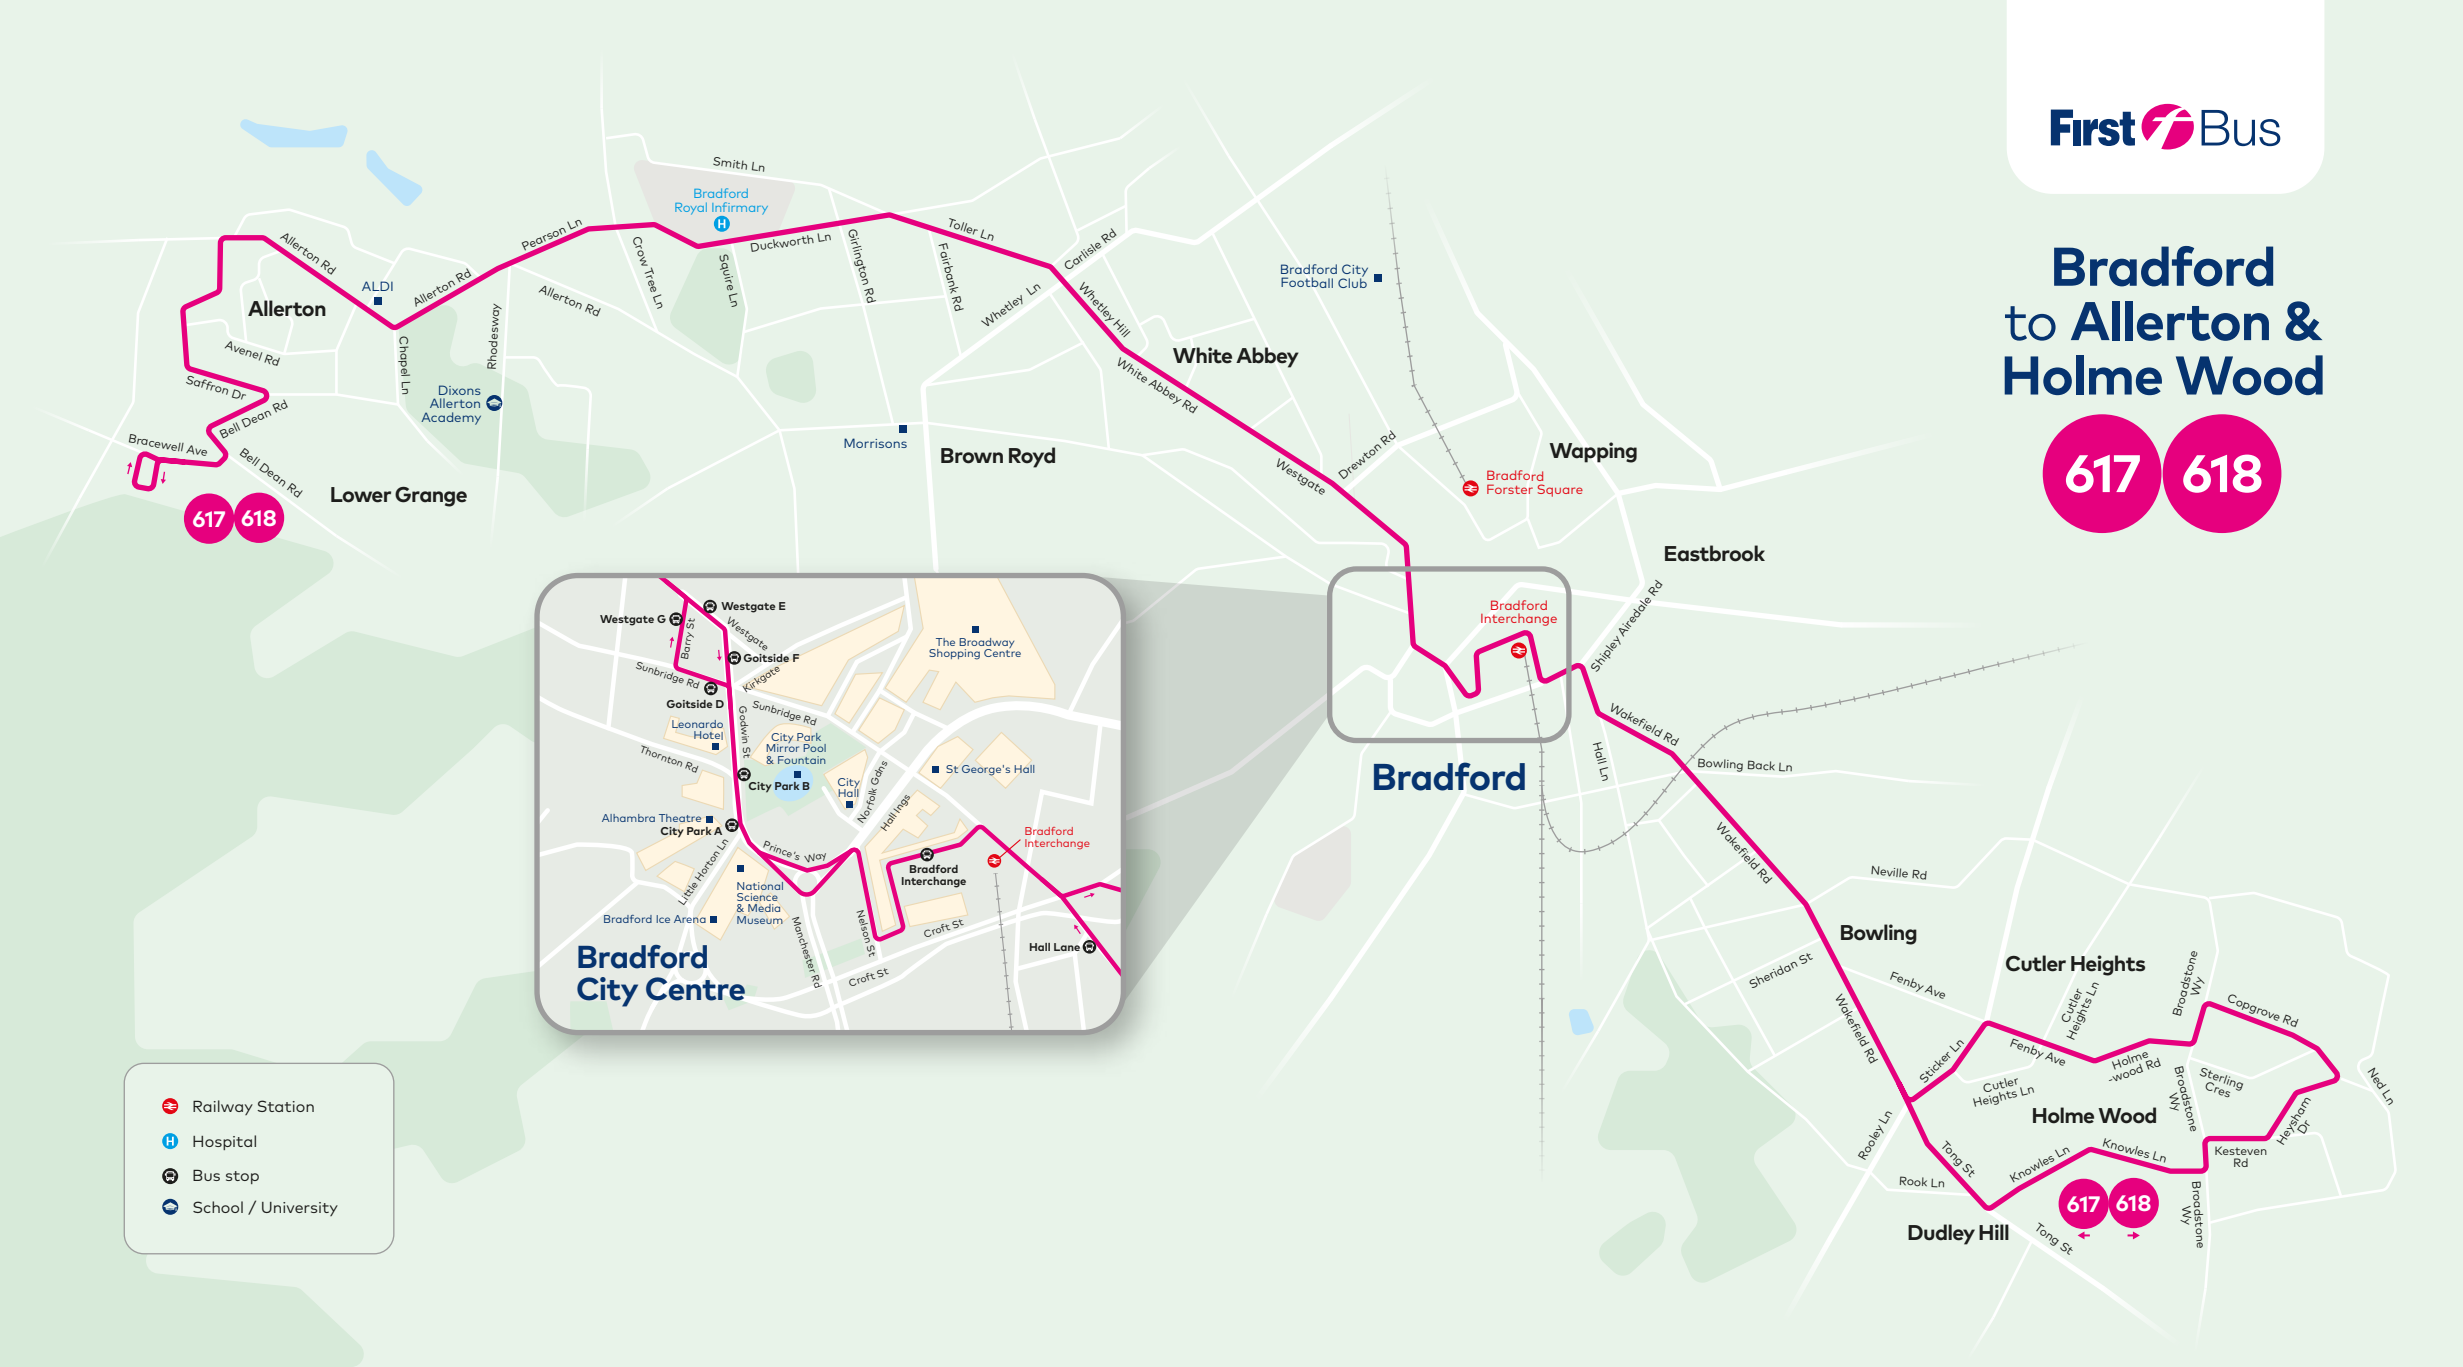 First Bus
Bradford
to Allerton &
Holme Wood
617 618
Smith Ln
Bradford
Royal Infirmary
H
Duckworth Ln
Toller Ln
Carlisle Rd
Pearson Ln
Allerton Rd
Allerton Rd
Allerton Rd
Crow Tree Ln
Squire Ln
Girlington Rd
Fairbank Rd
Whetley Ln
Whetley Hill
ALDI
Allerton
Avenel Rd
Saffron Dr
Bell Dean Rd
Bracewell Ave
Bell Dean Rd
Chapel Ln
Rhodesway
Dixons
Allerton
Academy
Lower Grange
617 618
Morrisons
Brown Royd
White Abbey
White Abbey Rd
Westgate
Drewton Rd
Bradford City
Football Club
Bradford
Forster Square
Wapping
Eastbrook
Shipley Airedale Rd
Bradford
Interchange
Bradford
Wakefield Rd
Hall Ln
Bowling Back Ln
Wakefield Rd
Neville Rd
Bowling
Sheridan St
Fenby Ave
Wakefield Rd
Cutler Heights
Cutler
Heights Ln
Broadstone
Wy
Copgrove Rd
Sticker Ln
Fenby Ave
Holme
-wood Rd
Cutler
Heights Ln
Sterling
Cres
Broadstone
Wy
Ned Ln
Holme Wood
Heysham
Dr
Rooley Ln
Tong St
Knowles Ln
Knowles Ln
Kesteven
Rd
Rook Ln
617 618
Broadstone
Wy
Dudley Hill
Tong St
Westgate E
Westgate G
Barry St
Westgate
Goitside F
Sunbridge Rd
Kirkgate
Goitside D
The Broadway
Shopping Centre
Sunbridge Rd
Leonardo
Hotel
Godwin St
City Park
Mirror Pool
& Fountain
Thornton Rd
City Park B
City
Hall
Norfolk Gdns
St George's Hall
Alhambra Theatre
City Park A
Hall Ings
Prince's Way
Bradford
Interchange
Bradford
Interchange
Little Horton Ln
National
Science
& Media
Museum
Bradford Ice Arena
Manchester Rd
Nelson St
Croft St
Croft St
Hall Lane
Bradford
City Centre
Railway Station
H Hospital
Bus stop
School / University